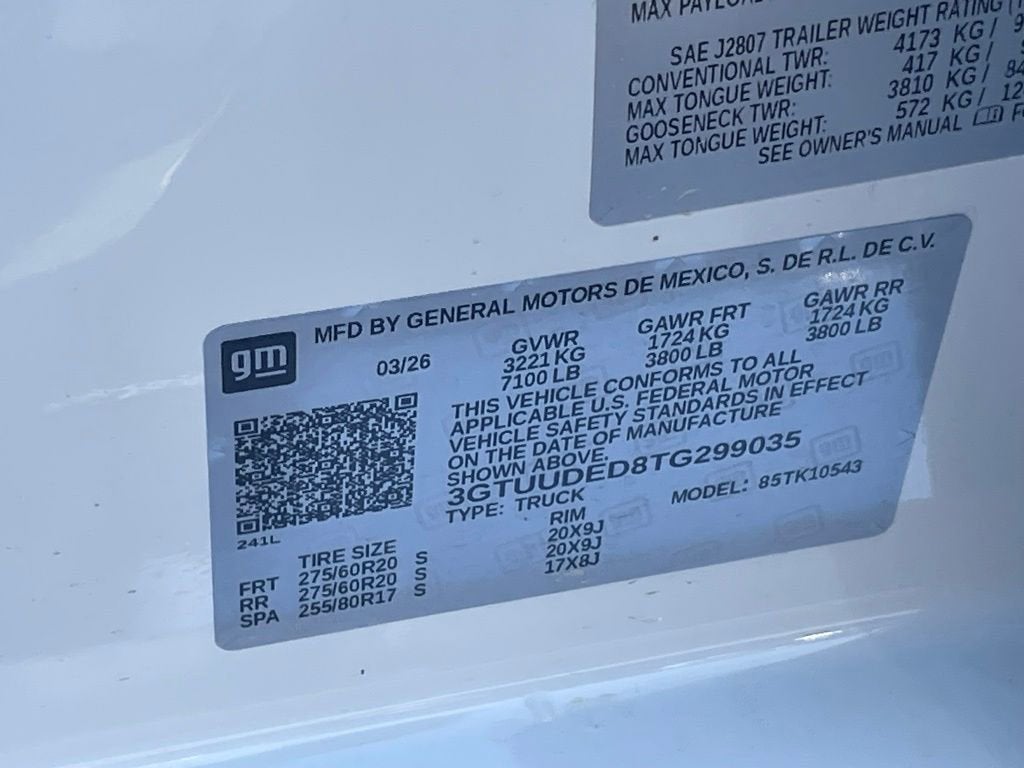 MAX PAYLOAD
SAE J2807 TRAILER WEIGHT RATING
CONVENTIONAL TWR: 4173 KG/
MAX TONGUE WEIGHT: 417 KG/
GOOSENECK TWR: 3810 KG/
MAX TONGUE WEIGHT: 572 KG/
SEE OWNER'S MANUAL
MFD BY GENERAL MOTORS DE MEXICO, S. DE R.L. DE C.V.
gm
03/26 GVWR GAWR FRT GAWR RR
3221 KG 1724 KG 1724 KG
7100 LB 3800 LB 3800 LB
THIS VEHICLE CONFORMS TO ALL
APPLICABLE U.S. FEDERAL MOTOR
VEHICLE SAFETY STANDARDS IN EFFECT
ON THE DATE OF MANUFACTURE
SHOWN ABOVE.
3GTUUDED8TG299035
TYPE: TRUCK MODEL: 85TK10543
241L
TIRE SIZE RIM
FRT 275/60R20 S 20X9J
RR 275/60R20 S 20X9J
SPA 255/80R17 S 17X8J